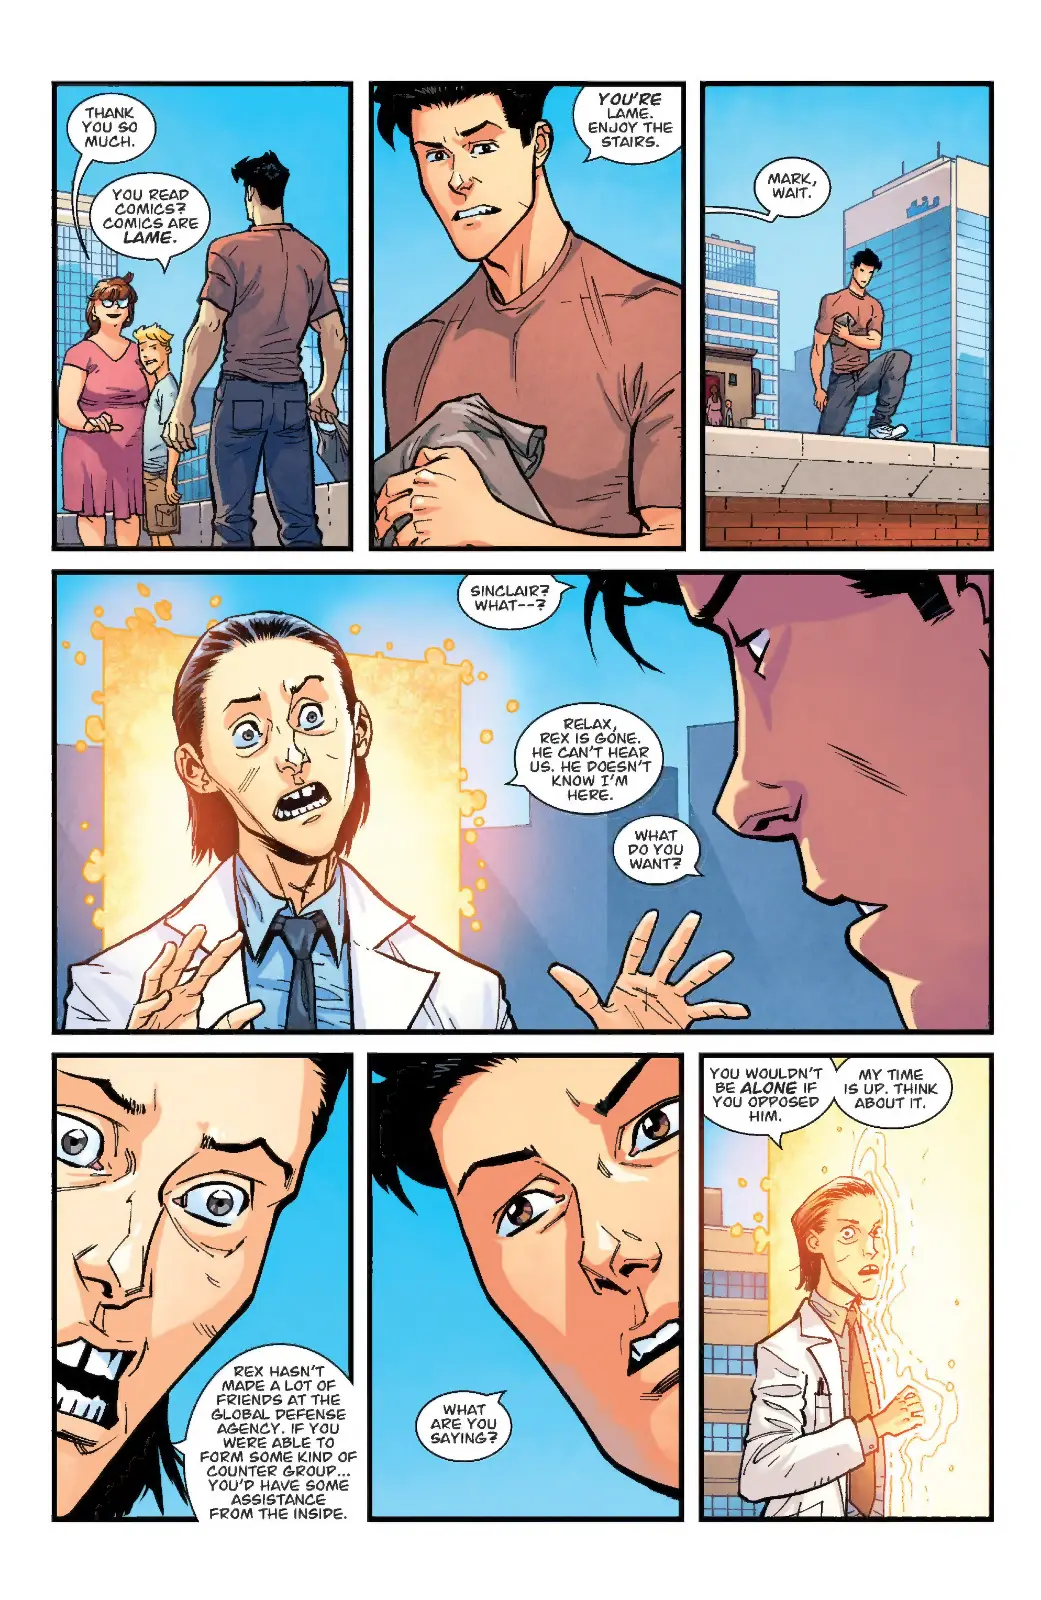 THANK
YOU SO
MUCH.
YOU READ
COMICS?
COMICS ARE
LAME.
YOU'RE
LAME.
ENJOY THE
STAIRS.
MARK,
WAIT.
SINCLAIR?
WHAT--?
RELAX,
REX IS GONE.
HE CAN'T HEAR
US. HE DOESN'T
KNOW I'M
HERE.
WHAT
DO YOU
WANT?
REX HASN'T
MADE A LOT OF
FRIENDS AT THE
GLOBAL DEFENSE
AGENCY. IF YOU
WERE ABLE TO
FORM SOME KIND OF
COUNTER GROUP...
YOU'D HAVE SOME
ASSISTANCE
FROM THE INSIDE.
WHAT
ARE YOU
SAYING?
YOU WOULDN'T
BE ALONE IF
YOU OPPOSED
HIM.
MY TIME
IS UP. THINK
ABOUT IT.